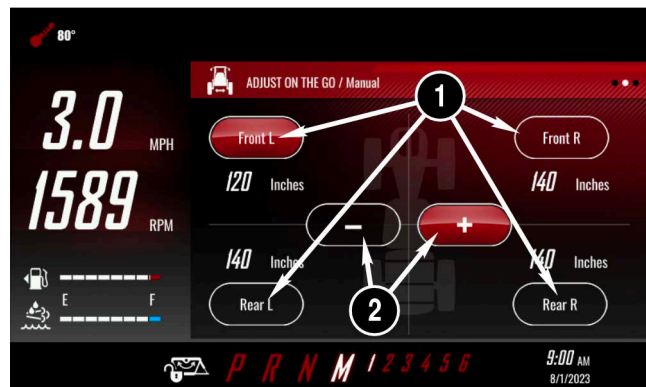 80°
ADJUST ON THE GO / Manual
1
3.0 MPH
Front L
Front R
120 Inches
140 Inches
1589 RPM
− +
140 Inches
140 Inches
E F
Rear L
2
Rear R
P R N M 1 2 3 4 5 6
9:00 AM
8/1/2023